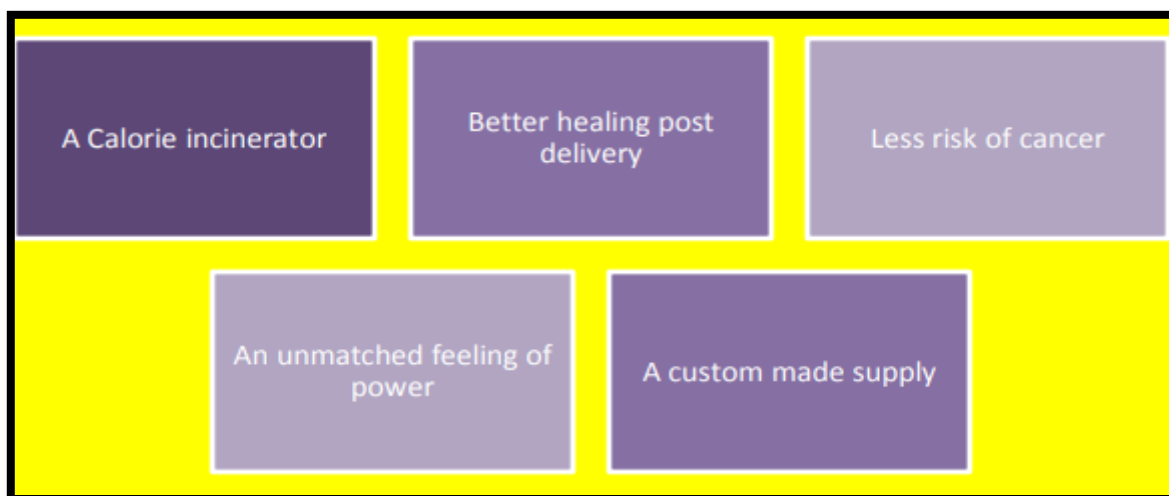 A Calorie incinerator
Better healing post
delivery
Less risk of cancer
An unmatched feeling of
power
A custom made supply